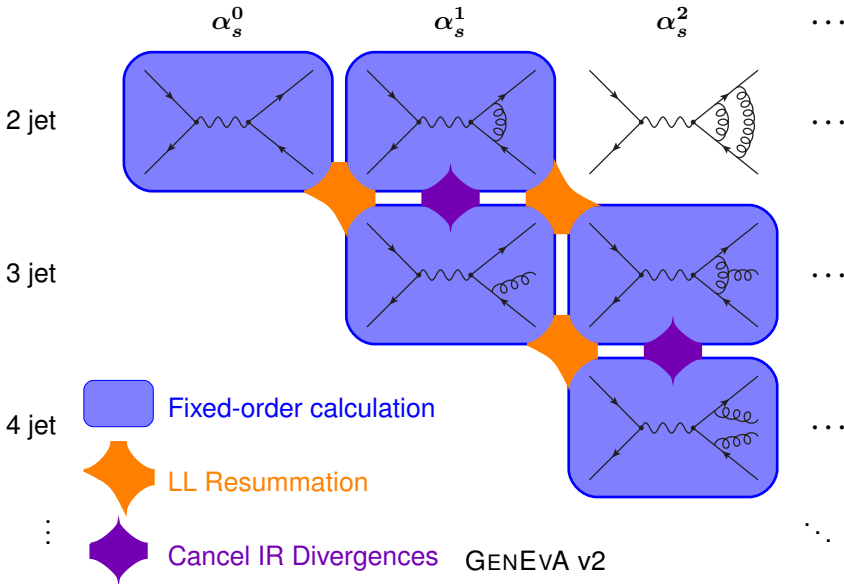 α_s^0 α_s^1 α_s^2 ⋯
2 jet ⋯
3 jet ⋯
4 jet ⋯
Fixed-order calculation
LL Resummation
⋮ ⋱
Cancel IR Divergences GENEVA v2